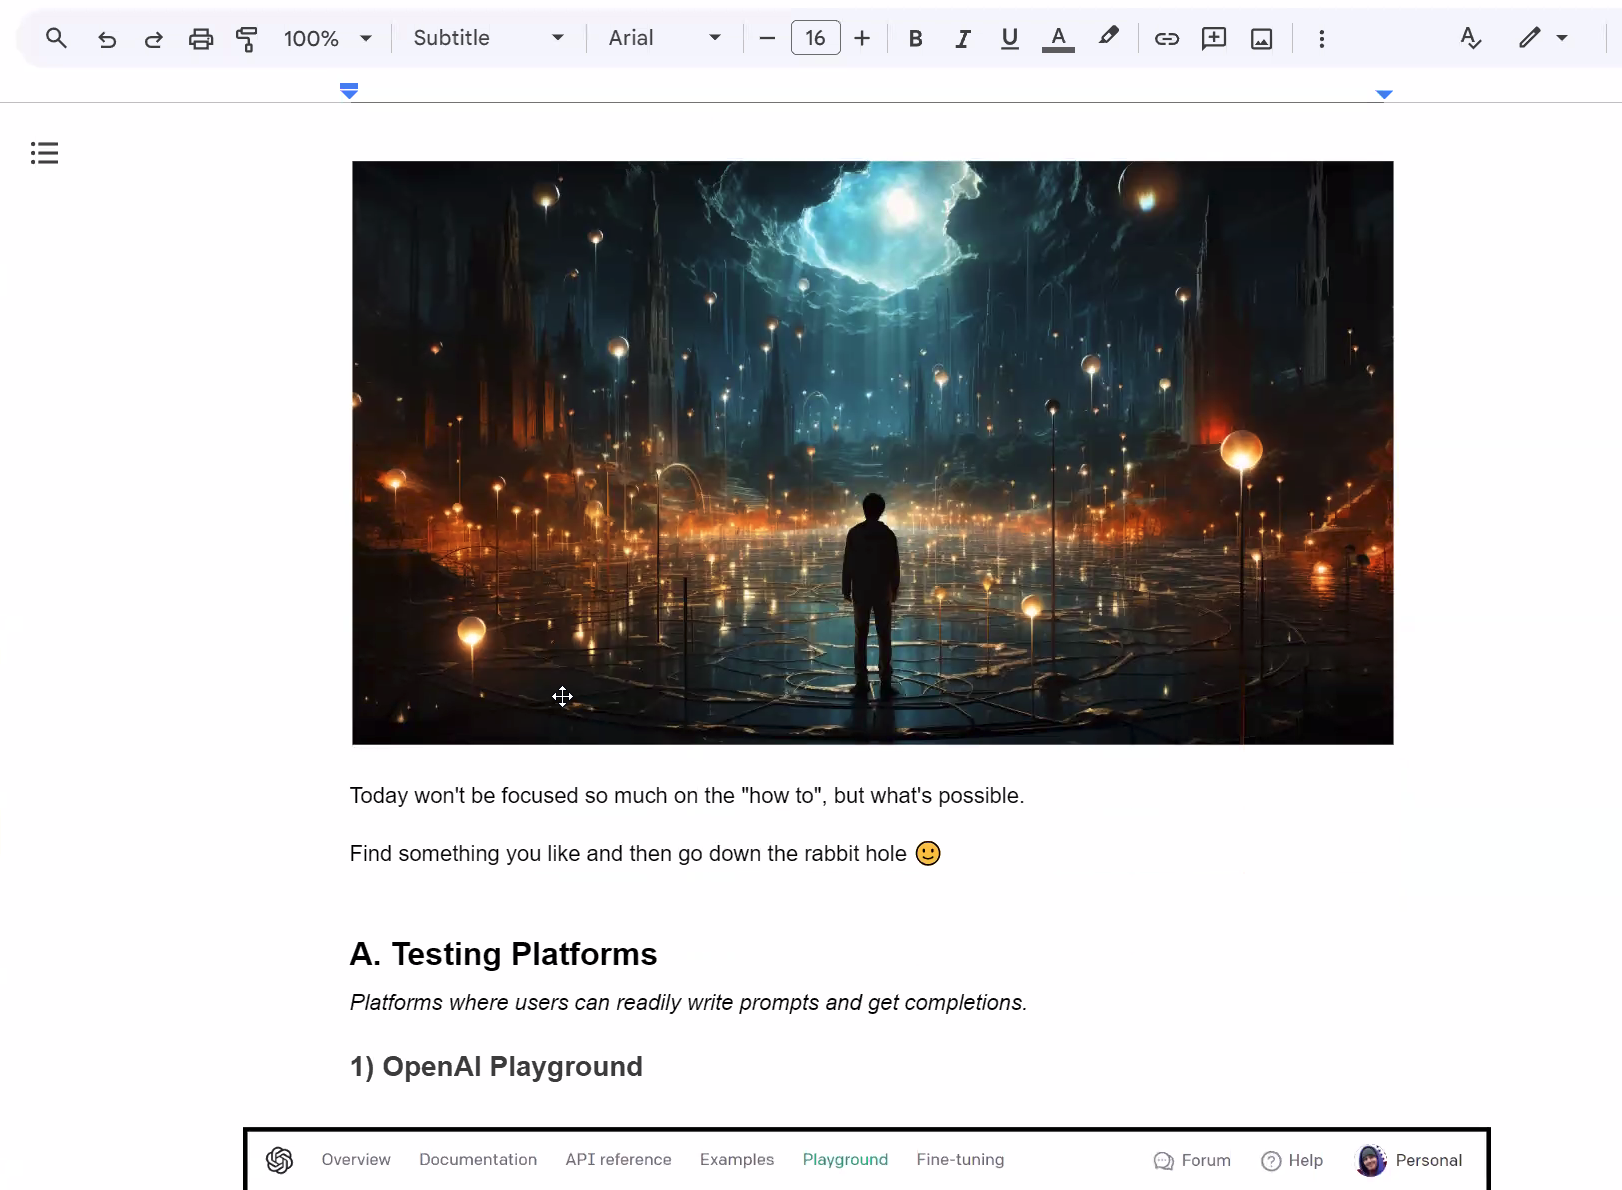 100% Subtitle Arial 16 B I U A
Today won't be focused so much on the "how to", but what's possible.
Find something you like and then go down the rabbit hole 🙂
A. Testing Platforms
Platforms where users can readily write prompts and get completions.
1) OpenAI Playground
Overview Documentation API reference Examples Playground Fine-tuning Forum Help Personal